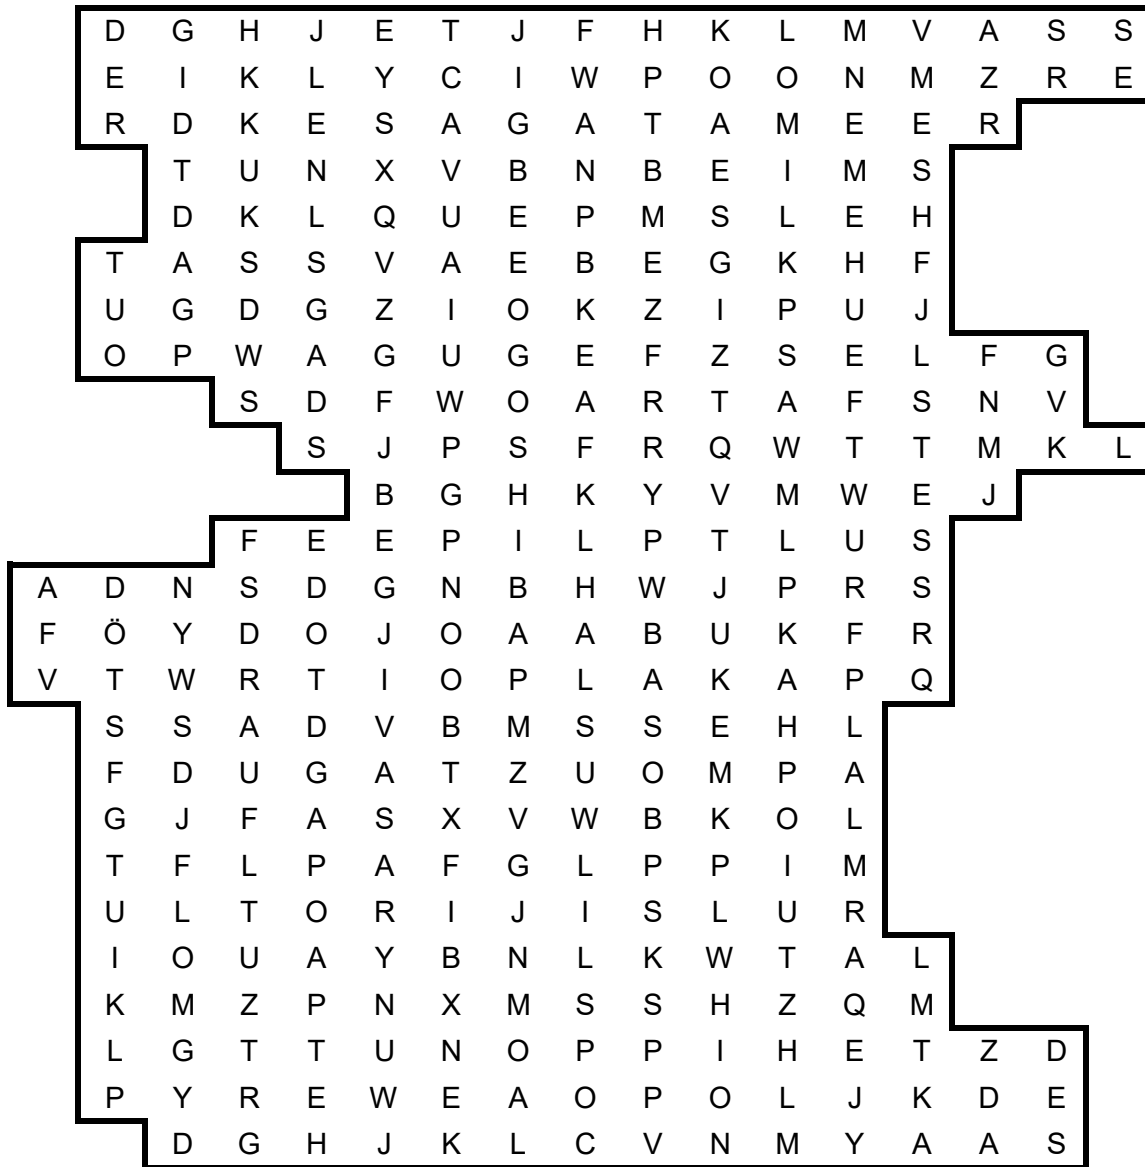 D G H J E T J F H K L M V A S S
E I K L Y C I W P O O N M Z R E
R D K E S A G A T A M E E R
T U N X V B N B E I M S
D K L Q U E P M S L E H
T A S S V A E B E G K H F
U G D G Z I O K Z I P U J
O P W A G U G E F Z S E L F G
S D F W O A R T A F S N V
S J P S F R Q W T T M K L
B G H K Y V M W E J
F E E P I L P T L U S
A D N S D G N B H W J P R S
F Ö Y D O J O A A B U K F R
V T W R T I O P L A K A P Q
S S A D V B M S S E H L
F D U G A T Z U O M P A
G J F A S X V W B K O L
T F L P A F G L P P I M
U L T O R I J I S L U R
I O U A Y B N L K W T A L
K M Z P N X M S S H Z Q M
L G T T U N O P P I H E T Z D
P Y R E W E A O P O L J K D E
D G H J K L C V N M Y A A S